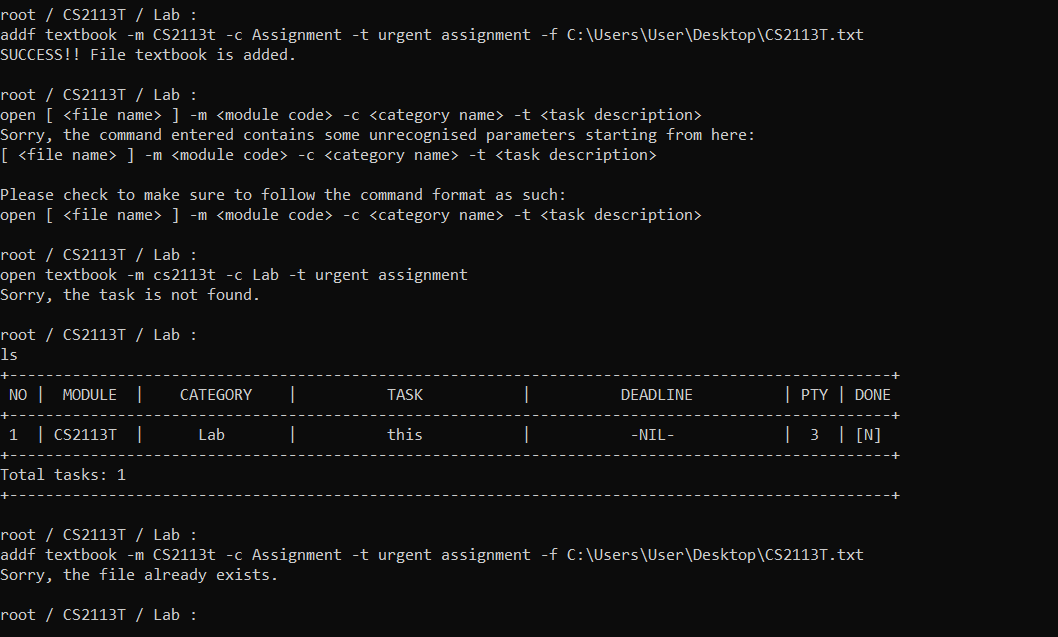 root / CS2113T / Lab :
addf textbook -m CS2113t -c Assignment -t urgent assignment -f C:\Users\User\Desktop\CS2113T.txt
SUCCESS!! File textbook is added.

root / CS2113T / Lab :
open [ <file name> ] -m <module code> -c <category name> -t <task description>
Sorry, the command entered contains some unrecognised parameters starting from here:
[ <file name> ] -m <module code> -c <category name> -t <task description>

Please check to make sure to follow the command format as such:
open [ <file name> ] -m <module code> -c <category name> -t <task description>

root / CS2113T / Lab :
open textbook -m cs2113t -c Lab -t urgent assignment
Sorry, the task is not found.

root / CS2113T / Lab :
ls
+--------------------------------------------------------------------------------------------------+
 NO |  MODULE  |    CATEGORY    |          TASK           |          DEADLINE          | PTY | DONE
+--------------------------------------------------------------------------------------------------+
 1  | CS2113T  |      Lab       |          this           |           -NIL-            |  3  | [N]
+--------------------------------------------------------------------------------------------------+
Total tasks: 1
+--------------------------------------------------------------------------------------------------+

root / CS2113T / Lab :
addf textbook -m CS2113t -c Assignment -t urgent assignment -f C:\Users\User\Desktop\CS2113T.txt
Sorry, the file already exists.

root / CS2113T / Lab :